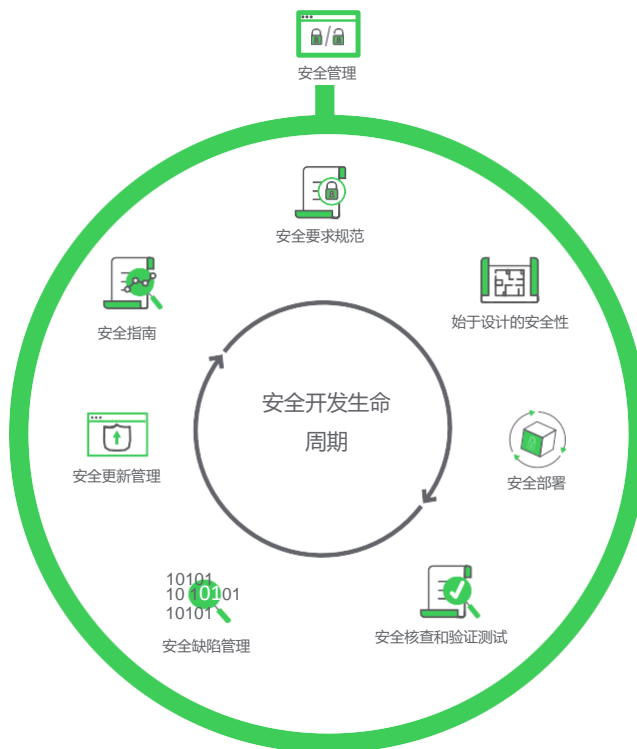 安全管理
安全要求规范
始于设计的安全性
安全指南
安全开发生命
周期
安全更新管理
安全部署
10101
10 10101
10101
安全缺陷管理
安全核查和验证测试